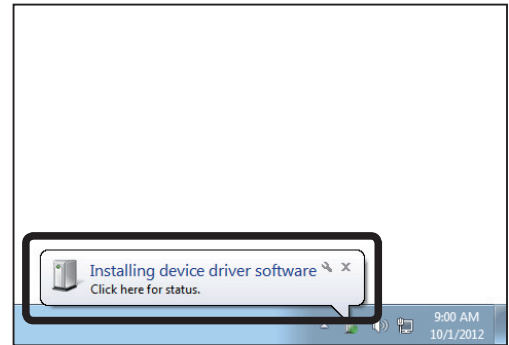 Installing device driver software
Click here for status.
9:00 AM
10/1/2012